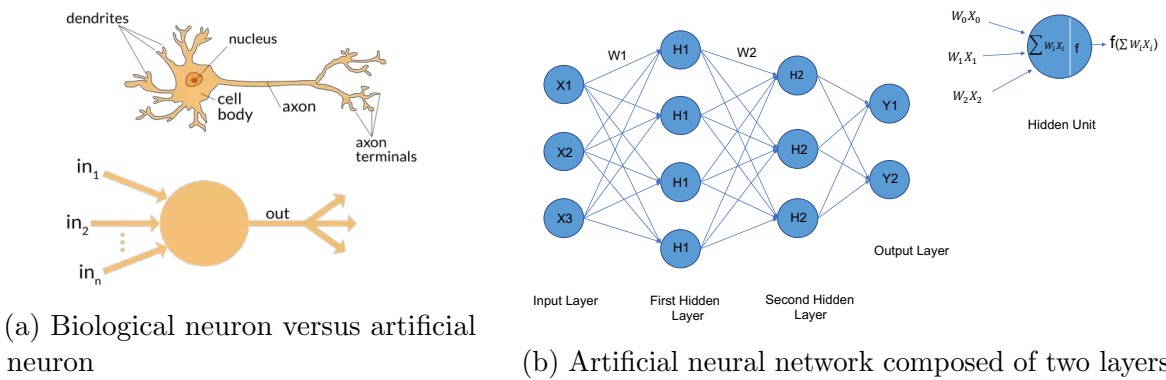 dendrites
nucleus
cell
body
axon
axon
terminals
in1
in2
inn
out
(a) Biological neuron versus artificial
neuron
W1
W2
X1
X2
X3
H1
H1
H1
H1
H2
H2
H2
Y1
Y2
Input Layer
First Hidden
Layer
Second Hidden
Layer
Output Layer
W0X0
W1X1
W2X2
∑ WiXi
f
f(∑ WiXi)
Hidden Unit
(b) Artificial neural network composed of two layers